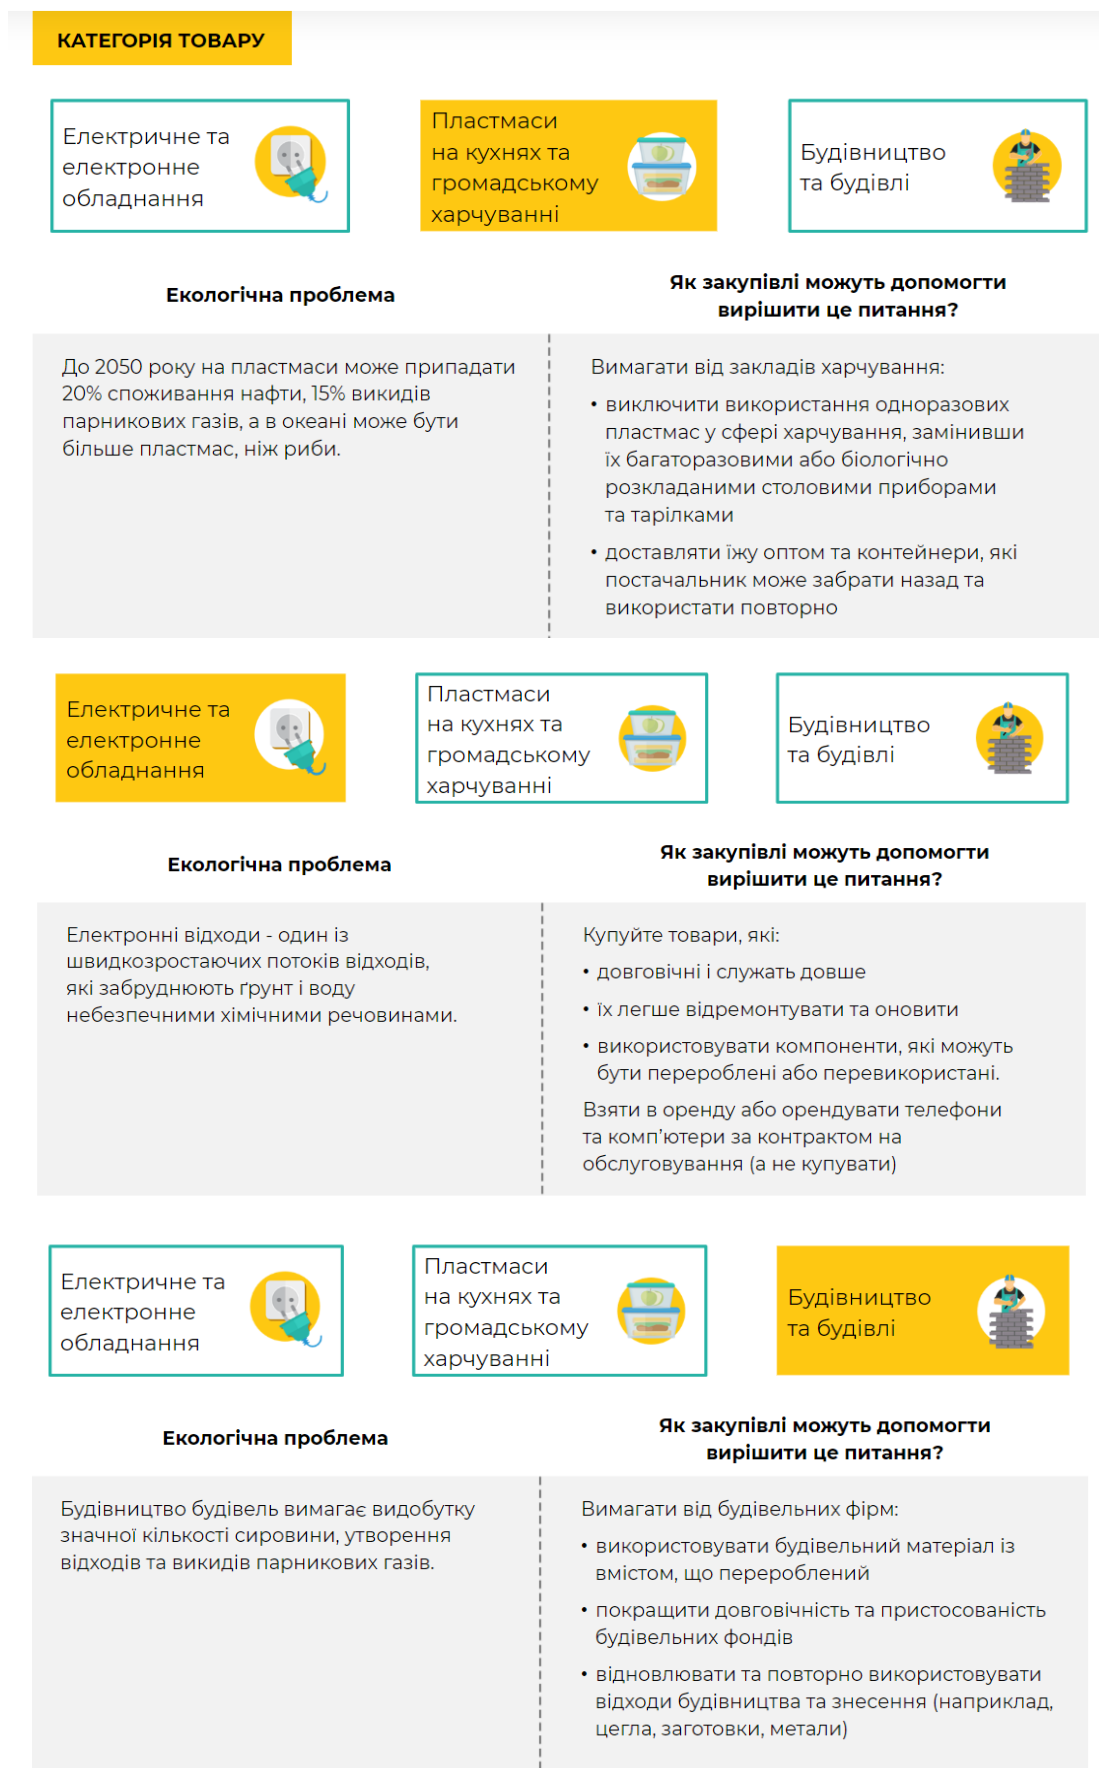 КАТЕГОРІЯ ТОВАРУ
Електричне та
електронне
обладнання
Пластмаси
на кухнях та
громадському
харчуванні
Будівництво
та будівлі
Екологічна проблема
Як закупівлі можуть допомогти
вирішити це питання?
До 2050 року на пластмаси може припадати
20% споживання нафти, 15% викидів
парникових газів, а в океані може бути
більше пластмас, ніж риби.
Вимагати від закладів харчування:
• виключити використання одноразових
пластмас у сфері харчування, замінивши
їх багаторазовими або біологічно
розкладаними столовими приборами
та тарілками
• доставляти їжу оптом та контейнери, які
постачальник може забрати назад та
використати повторно
Електричне та
електронне
обладнання
Пластмаси
на кухнях та
громадському
харчуванні
Будівництво
та будівлі
Екологічна проблема
Як закупівлі можуть допомогти
вирішити це питання?
Електронні відходи - один із
швидкозростаючих потоків відходів,
які забруднюють ґрунт і воду
небезпечними хімічними речовинами.
Купуйте товари, які:
• довговічні і служать довше
• їх легше відремонтувати та оновити
• використовувати компоненти, які можуть
бути перероблені або перевикористані.
Взяти в оренду або орендувати телефони
та комп’ютери за контрактом на
обслуговування (а не купувати)
Електричне та
електронне
обладнання
Пластмаси
на кухнях та
громадському
харчуванні
Будівництво
та будівлі
Екологічна проблема
Як закупівлі можуть допомогти
вирішити це питання?
Будівництво будівель вимагає видобутку
значної кількості сировини, утворення
відходів та викидів парникових газів.
Вимагати від будівельних фірм:
• використовувати будівельний матеріал із
вмістом, що перероблений
• покращити довговічність та пристосованість
будівельних фондів
• відновлювати та повторно використовувати
відходи будівництва та знесення (наприклад,
цегла, заготовки, метали)